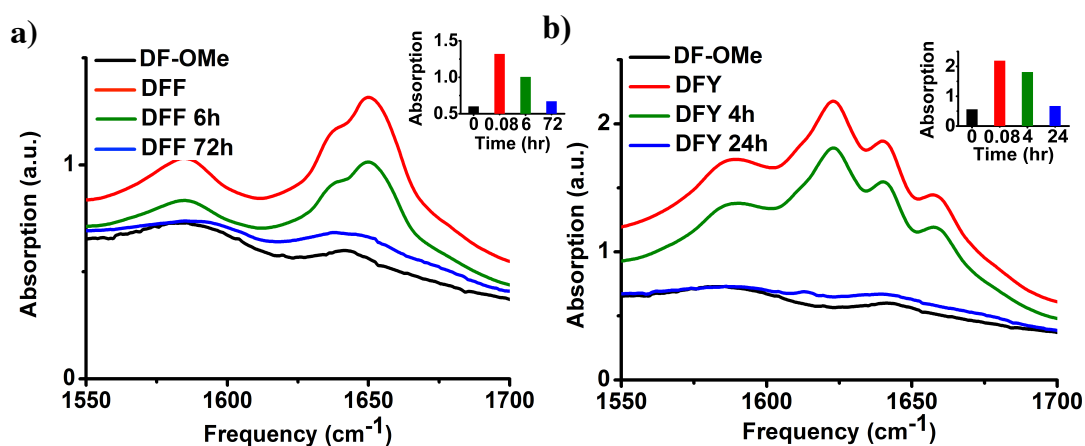 a)
DF-OMe
DFF
DFF 6h
DFF 72h
Absorption (a.u.)
1
0
1550 1600 1650 1700
Frequency (cm-1)
Absorption
1.5
1.0
0.5
0 0.08 6 72
Time (hr)
b)
DF-OMe
DFY
DFY 4h
DFY 24h
Absorption (a.u.)
2
1
0
1550 1600 1650 1700
Frequency (cm-1)
Absorption
2
1
0
0 0.08 4 24
Time (hr)